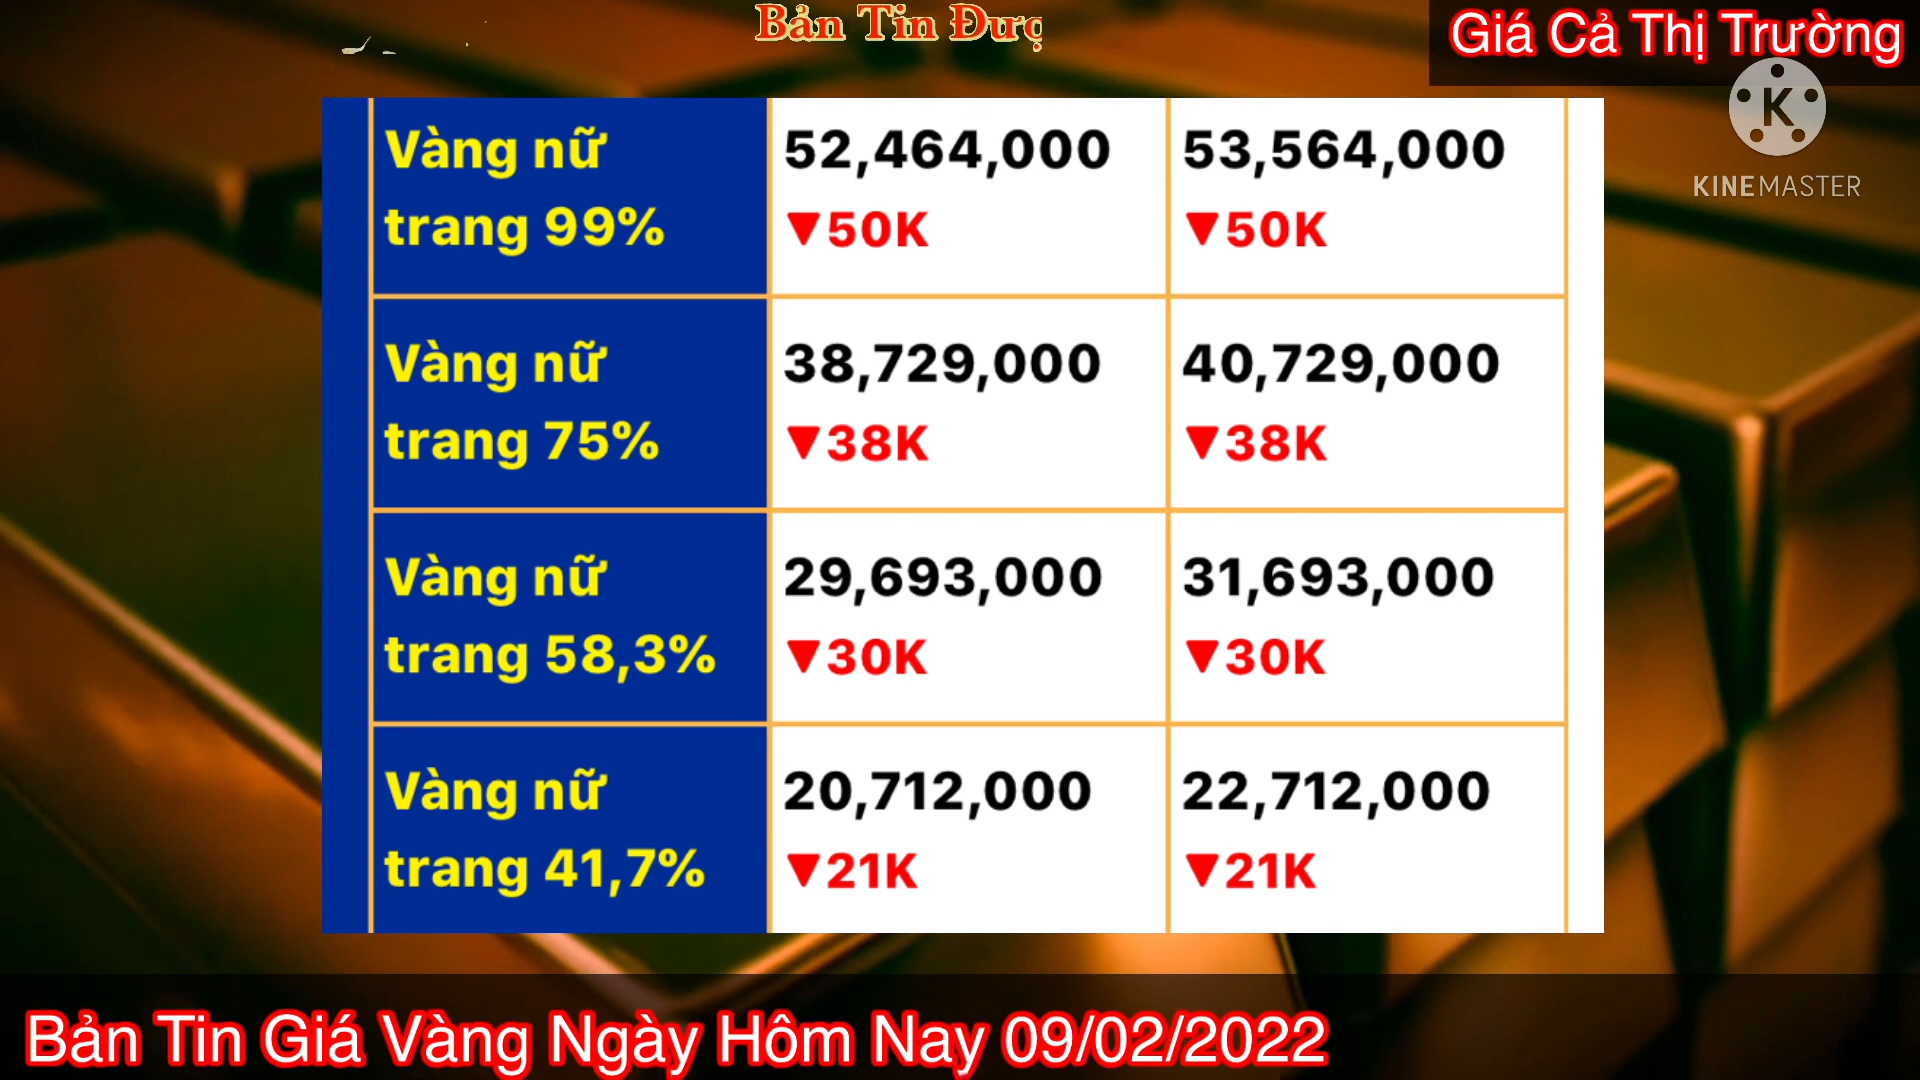 Bản Tin Đượ
Giá Cả Thị Trường
K
KINEMASTER
Vàng nữ
trang 99%
52,464,000
▼50K
53,564,000
▼50K
Vàng nữ
trang 75%
38,729,000
▼38K
40,729,000
▼38K
Vàng nữ
trang 58,3%
29,693,000
▼30K
31,693,000
▼30K
Vàng nữ
trang 41,7%
20,712,000
▼21K
22,712,000
▼21K
Bản Tin Giá Vàng Ngày Hôm Nay 09/02/2022